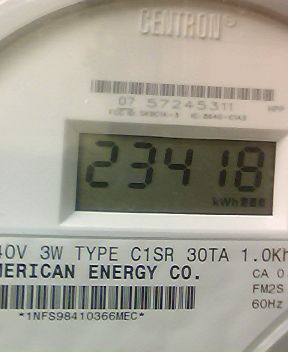 CENTRON®
07 57245311
23418
kWh
40V 3W TYPE C1SR 30TA 1.0Kh
MERICAN ENERGY CO.
CA 0
FM2S
60Hz
*1NFS98410366MEC*